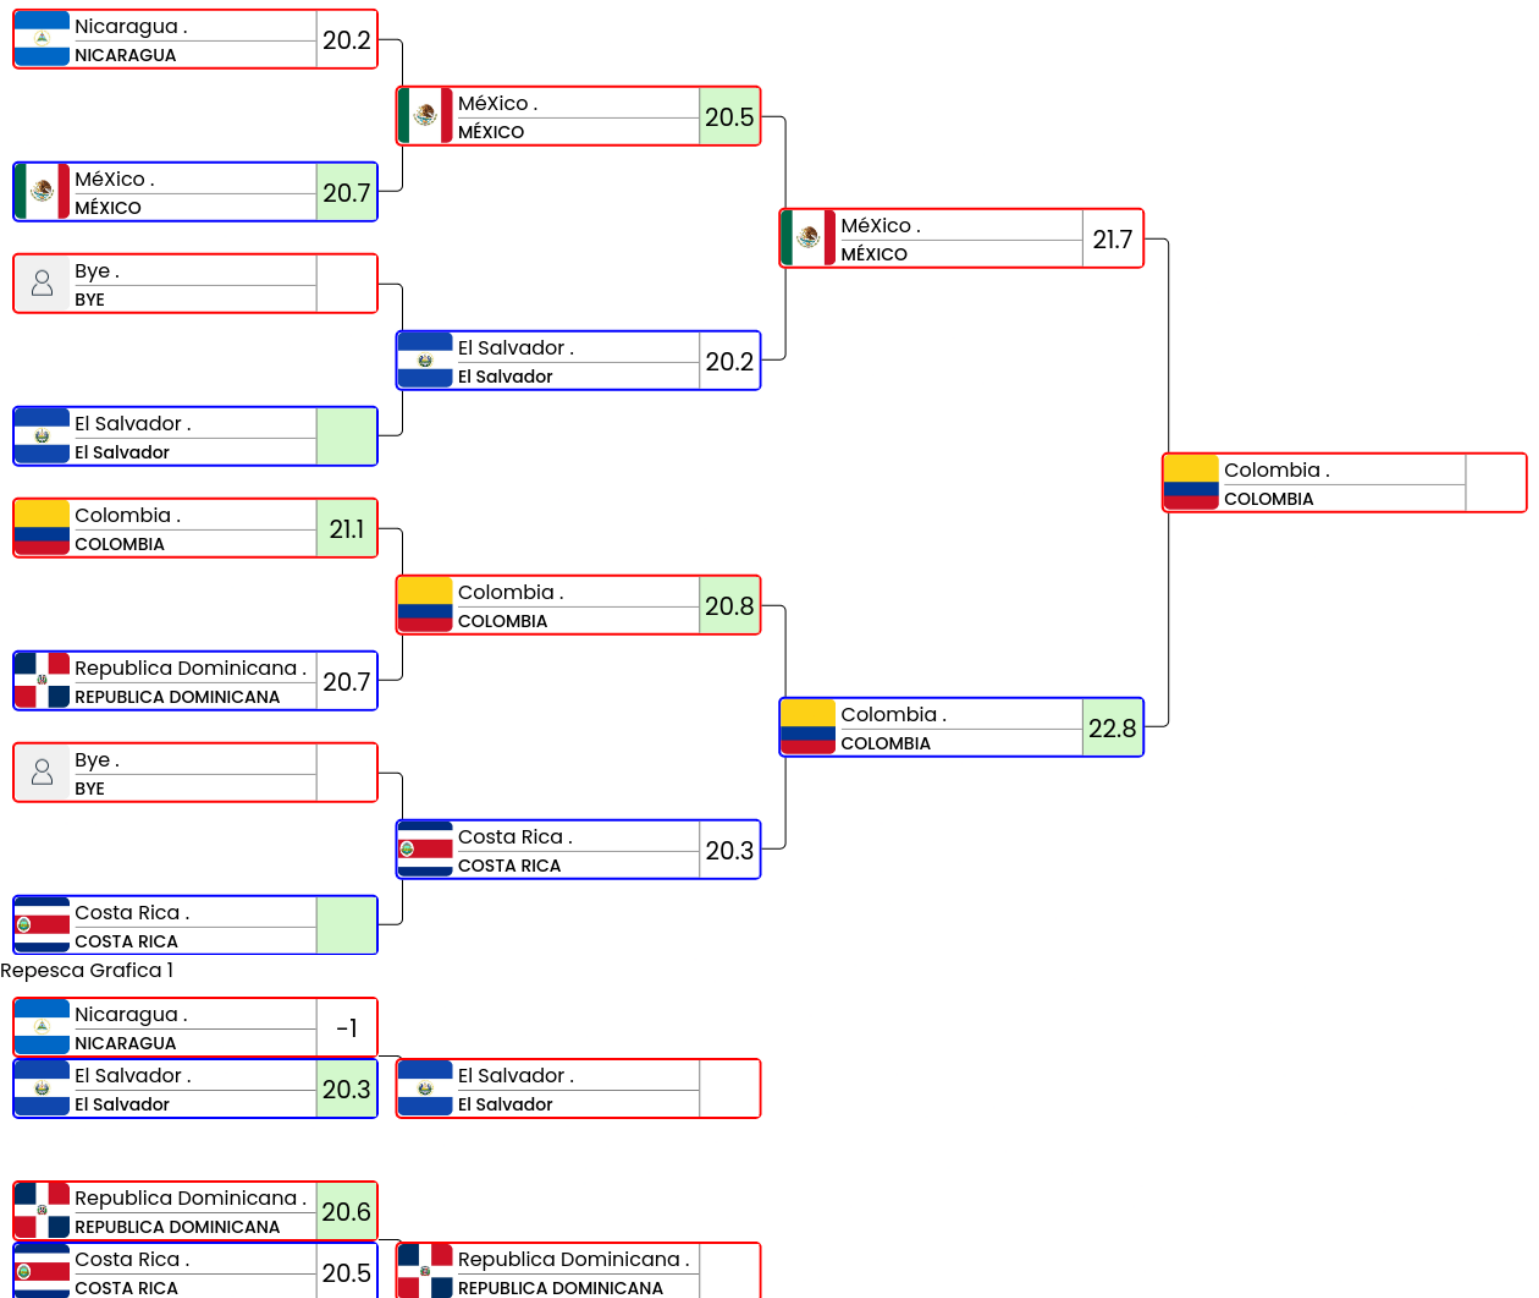 Nicaragua .
NICARAGUA
20.2
MéXico .
MÉXICO
20.5
MéXico .
MÉXICO
20.7
MéXico .
MÉXICO
21.7
Bye .
BYE
El Salvador .
El Salvador
20.2
El Salvador .
El Salvador
Colombia .
COLOMBIA
Colombia .
COLOMBIA
21.1
Colombia .
COLOMBIA
20.8
Republica Dominicana .
REPUBLICA DOMINICANA
20.7
Colombia .
COLOMBIA
22.8
Bye .
BYE
Costa Rica .
COSTA RICA
20.3
Costa Rica .
COSTA RICA
Repesca Grafica 1
Nicaragua .
NICARAGUA
-1
El Salvador .
El Salvador
20.3
El Salvador .
El Salvador
Republica Dominicana .
REPUBLICA DOMINICANA
20.6
Costa Rica .
COSTA RICA
20.5
Republica Dominicana .
REPUBLICA DOMINICANA